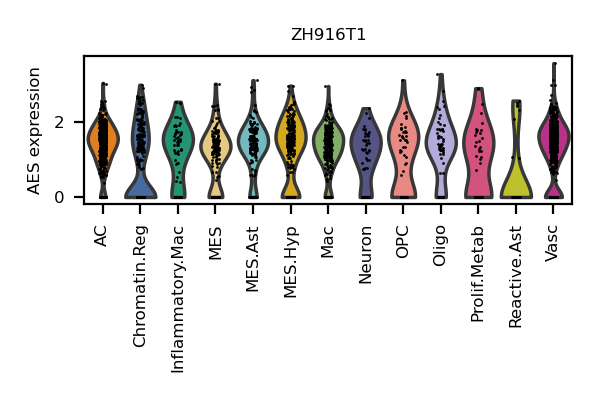 ZH916T1
AES expression
2
0
AC
Chromatin.Reg
Inflammatory.Mac
MES
MES.Ast
MES.Hyp
Mac
Neuron
OPC
Oligo
Prolif.Metab
Reactive.Ast
Vasc